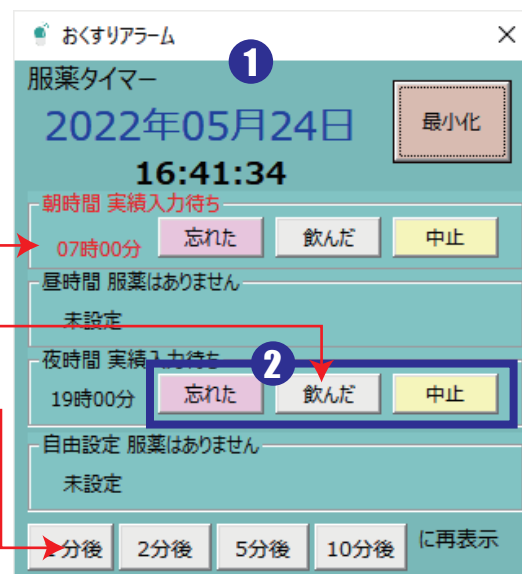 おくすりアラーム
1
服薬タイマー
2022年05月24日
最小化
16:41:34
朝時間 実績入力待ち
07時00分 忘れた 飲んだ 中止
昼時間 服薬はありません
未設定
夜時間 実績入力待ち
2
19時00分 忘れた 飲んだ 中止
自由設定 服薬はありません
未設定
1分後 2分後 5分後 10分後 に再表示